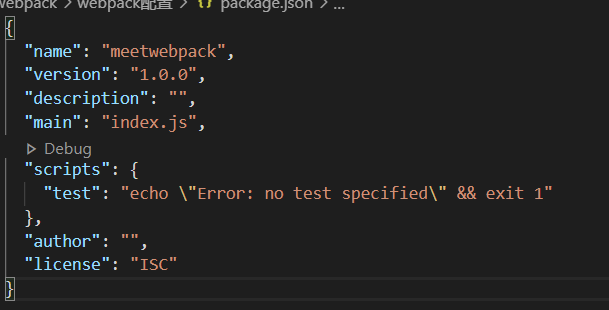 webpack > webpack配置 > {} package.json > ...
{
"name": "meetwebpack",
"version": "1.0.0",
"description": "",
"main": "index.js",
Debug
"scripts": {
"test": "echo \"Error: no test specified\" && exit 1"
},
"author": "",
"license": "ISC"
}